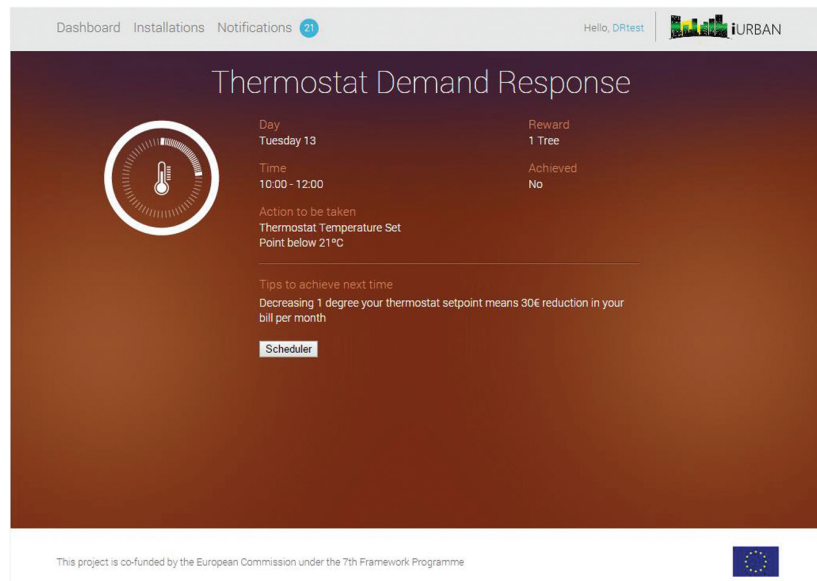 Dashboard Installations Notifications 21
Hello, DRtest
iURBAN
Thermostat Demand Response
Day
Tuesday 13
Reward
1 Tree
Time
10:00 - 12:00
Achieved
No
Action to be taken
Thermostat Temperature Set
Point below 21ºC
Tips to achieve next time
Decreasing 1 degree your thermostat setpoint means 30€ reduction in your
bill per month
Scheduler
This project is co-funded by the European Commission under the 7th Framework Programme